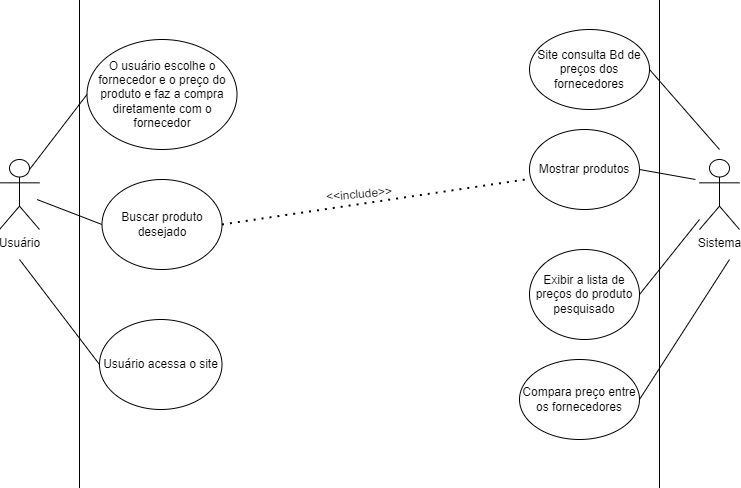 O usuário escolhe o
fornecedor e o preço do
produto e faz a compra
diretamente com o
fornecedor
Site consulta Bd de
preços dos
fornecedores
Mostrar produtos
<<include>>
Buscar produto
desejado
Usuário
Sistema
Exibir a lista de
preços do produto
pesquisado
Usuário acessa o site
Compara preço entre
os fornecedores